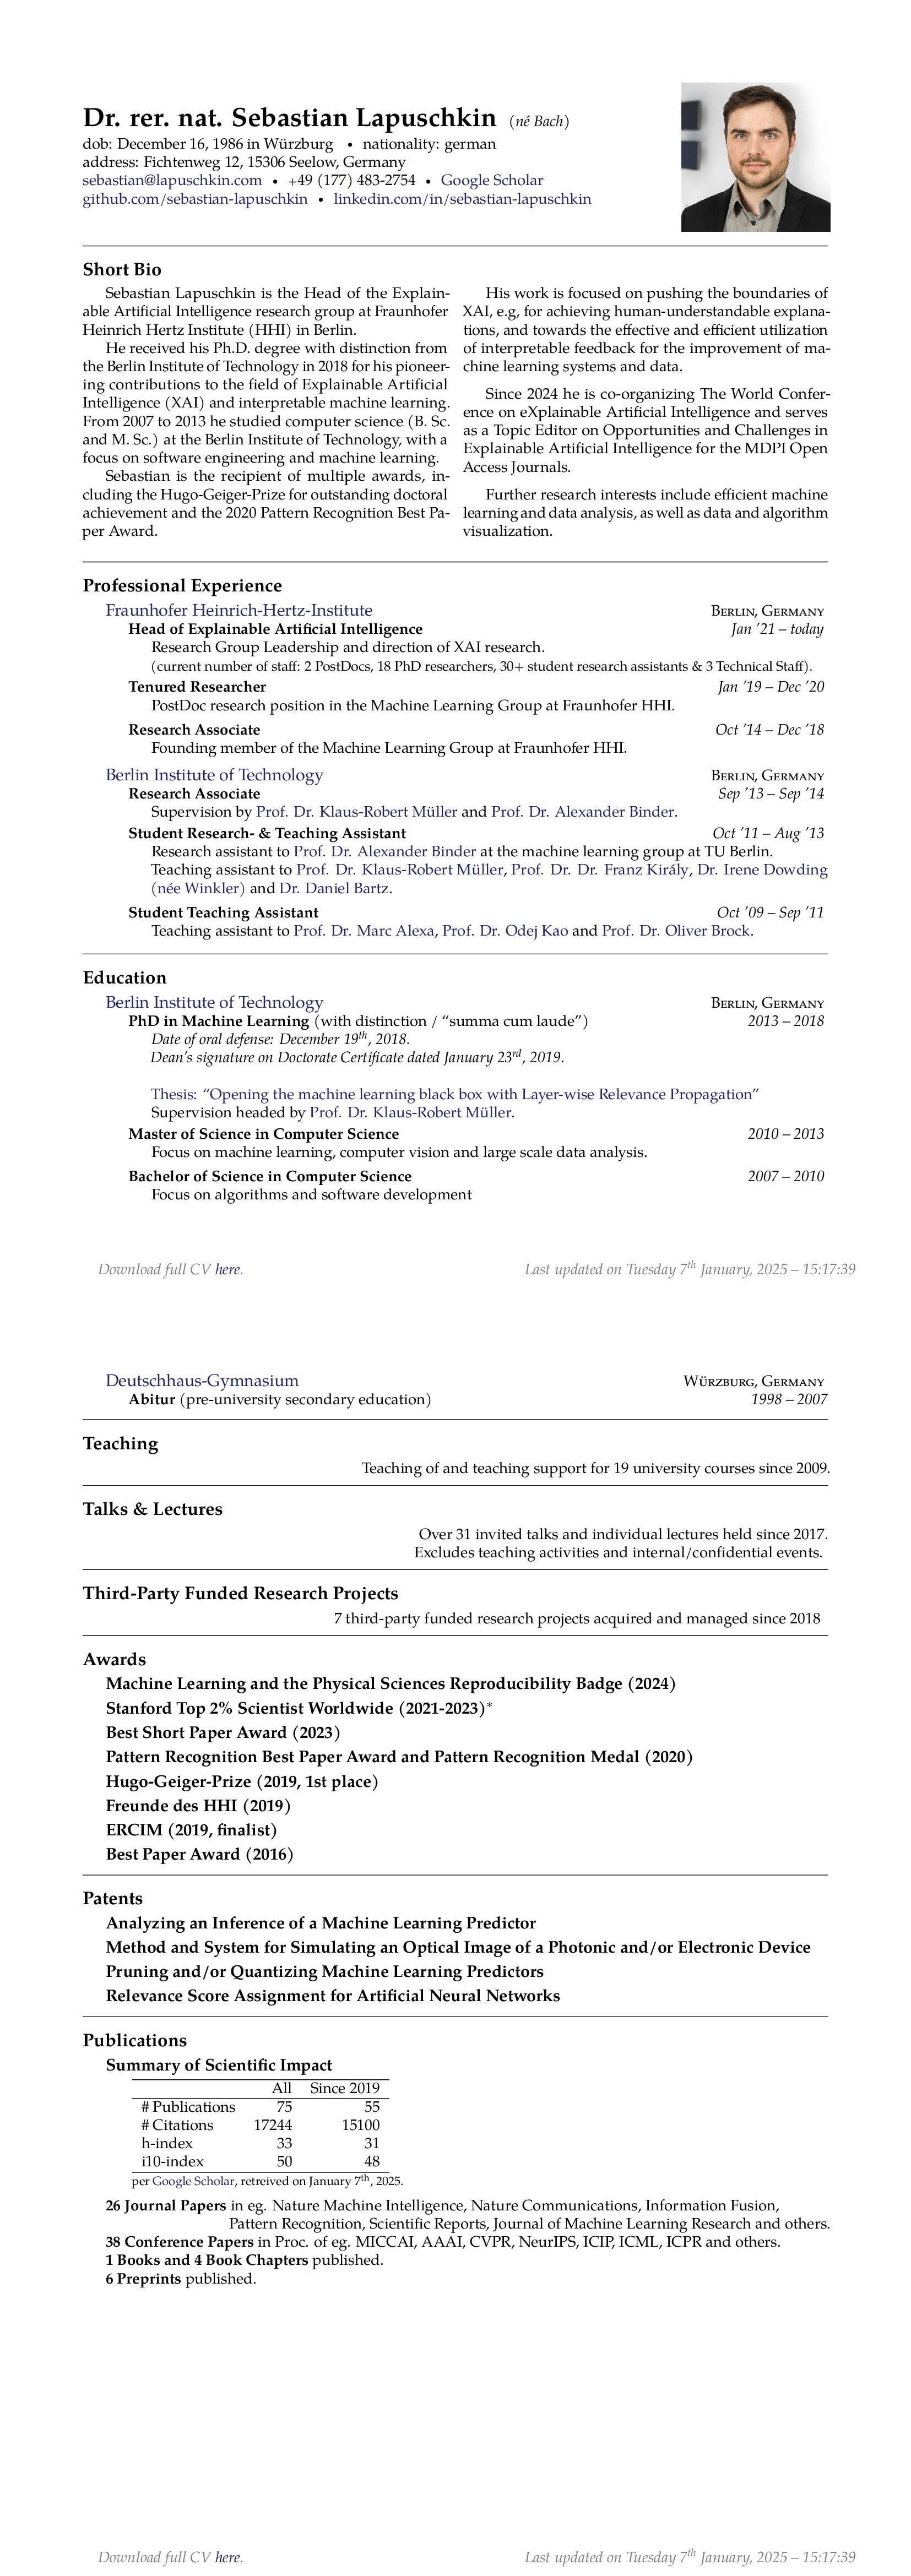 Dr. rer. nat. Sebastian Lapuschkin (né Bach)
dob: December 16, 1986 in Würzburg • nationality: german
address: Fichtenweg 12, 15306 Seelow, Germany
sebastian@lapuschkin.com • +49 (177) 483-2754 • Google Scholar
github.com/sebastian-lapuschkin • linkedin.com/in/sebastian-lapuschkin
Short Bio
Sebastian Lapuschkin is the Head of the Explain-
able Artificial Intelligence research group at Fraunhofer
Heinrich Hertz Institute (HHI) in Berlin.
He received his Ph.D. degree with distinction from
the Berlin Institute of Technology in 2018 for his pioneer-
ing contributions to the field of Explainable Artificial
Intelligence (XAI) and interpretable machine learning.
From 2007 to 2013 he studied computer science (B. Sc.
and M. Sc.) at the Berlin Institute of Technology, with a
focus on software engineering and machine learning.
Sebastian is the recipient of multiple awards, in-
cluding the Hugo-Geiger-Prize for outstanding doctoral
achievement and the 2020 Pattern Recognition Best Pa-
per Award.
His work is focused on pushing the boundaries of
XAI, e.g, for achieving human-understandable explana-
tions, and towards the effective and efficient utilization
of interpretable feedback for the improvement of ma-
chine learning systems and data.
Since 2024 he is co-organizing The World Confer-
ence on eXplainable Artificial Intelligence and serves
as a Topic Editor on Opportunities and Challenges in
Explainable Artificial Intelligence for the MDPI Open
Access Journals.
Further research interests include efficient machine
learning and data analysis, as well as data and algorithm
visualization.
Professional Experience
Fraunhofer Heinrich-Hertz-Institute Berlin, Germany
Head of Explainable Artificial Intelligence Jan ’21 – today
Research Group Leadership and direction of XAI research.
(current number of staff: 2 PostDocs, 18 PhD researchers, 30+ student research assistants & 3 Technical Staff).
Tenured Researcher Jan ’19 – Dec ’20
PostDoc research position in the Machine Learning Group at Fraunhofer HHI.
Research Associate Oct ’14 – Dec ’18
Founding member of the Machine Learning Group at Fraunhofer HHI.
Berlin Institute of Technology Berlin, Germany
Research Associate Sep ’13 – Sep ’14
Supervision by Prof. Dr. Klaus-Robert Müller and Prof. Dr. Alexander Binder.
Student Research- & Teaching Assistant Oct ’11 – Aug ’13
Research assistant to Prof. Dr. Alexander Binder at the machine learning group at TU Berlin.
Teaching assistant to Prof. Dr. Klaus-Robert Müller, Prof. Dr. Dr. Franz Király, Dr. Irene Dowding
(née Winkler) and Dr. Daniel Bartz.
Student Teaching Assistant Oct ’09 – Sep ’11
Teaching assistant to Prof. Dr. Marc Alexa, Prof. Dr. Odej Kao and Prof. Dr. Oliver Brock.
Education
Berlin Institute of Technology Berlin, Germany
PhD in Machine Learning (with distinction / “summa cum laude”) 2013 – 2018
Date of oral defense: December 19th, 2018.
Dean’s signature on Doctorate Certificate dated January 23rd, 2019.
Thesis: “Opening the machine learning black box with Layer-wise Relevance Propagation”
Supervision headed by Prof. Dr. Klaus-Robert Müller.
Master of Science in Computer Science 2010 – 2013
Focus on machine learning, computer vision and large scale data analysis.
Bachelor of Science in Computer Science 2007 – 2010
Focus on algorithms and software development
Download full CV here. Last updated on Tuesday 7th January, 2025 – 15:17:39
Deutschhaus-Gymnasium Würzburg, Germany
Abitur (pre-university secondary education) 1998 – 2007
Teaching
Teaching of and teaching support for 19 university courses since 2009.
Talks & Lectures
Over 31 invited talks and individual lectures held since 2017.
Excludes teaching activities and internal/confidential events.
Third-Party Funded Research Projects
7 third-party funded research projects acquired and managed since 2018
Awards
Machine Learning and the Physical Sciences Reproducibility Badge (2024)
Stanford Top 2% Scientist Worldwide (2021-2023)*
Best Short Paper Award (2023)
Pattern Recognition Best Paper Award and Pattern Recognition Medal (2020)
Hugo-Geiger-Prize (2019, 1st place)
Freunde des HHI (2019)
ERCIM (2019, finalist)
Best Paper Award (2016)
Patents
Analyzing an Inference of a Machine Learning Predictor
Method and System for Simulating an Optical Image of a Photonic and/or Electronic Device
Pruning and/or Quantizing Machine Learning Predictors
Relevance Score Assignment for Artificial Neural Networks
Publications
Summary of Scientific Impact
All Since 2019
# Publications 75 55
# Citations 17244 15100
h-index 33 31
i10-index 50 48
per Google Scholar, retreived on January 7th, 2025.
26 Journal Papers in eg. Nature Machine Intelligence, Nature Communications, Information Fusion,
Pattern Recognition, Scientific Reports, Journal of Machine Learning Research and others.
38 Conference Papers in Proc. of eg. MICCAI, AAAI, CVPR, NeurIPS, ICIP, ICML, ICPR and others.
1 Books and 4 Book Chapters published.
6 Preprints published.
Download full CV here. Last updated on Tuesday 7th January, 2025 – 15:17:39